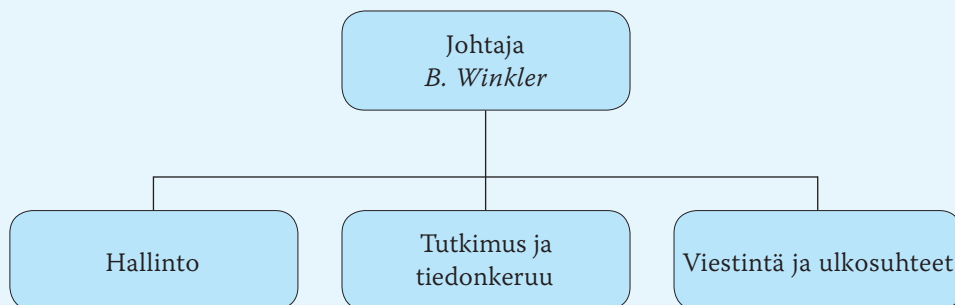 Johtaja
B. Winkler
Hallinto
Tutkimus ja
tiedonkeruu
Viestintä ja ulkosuhteet